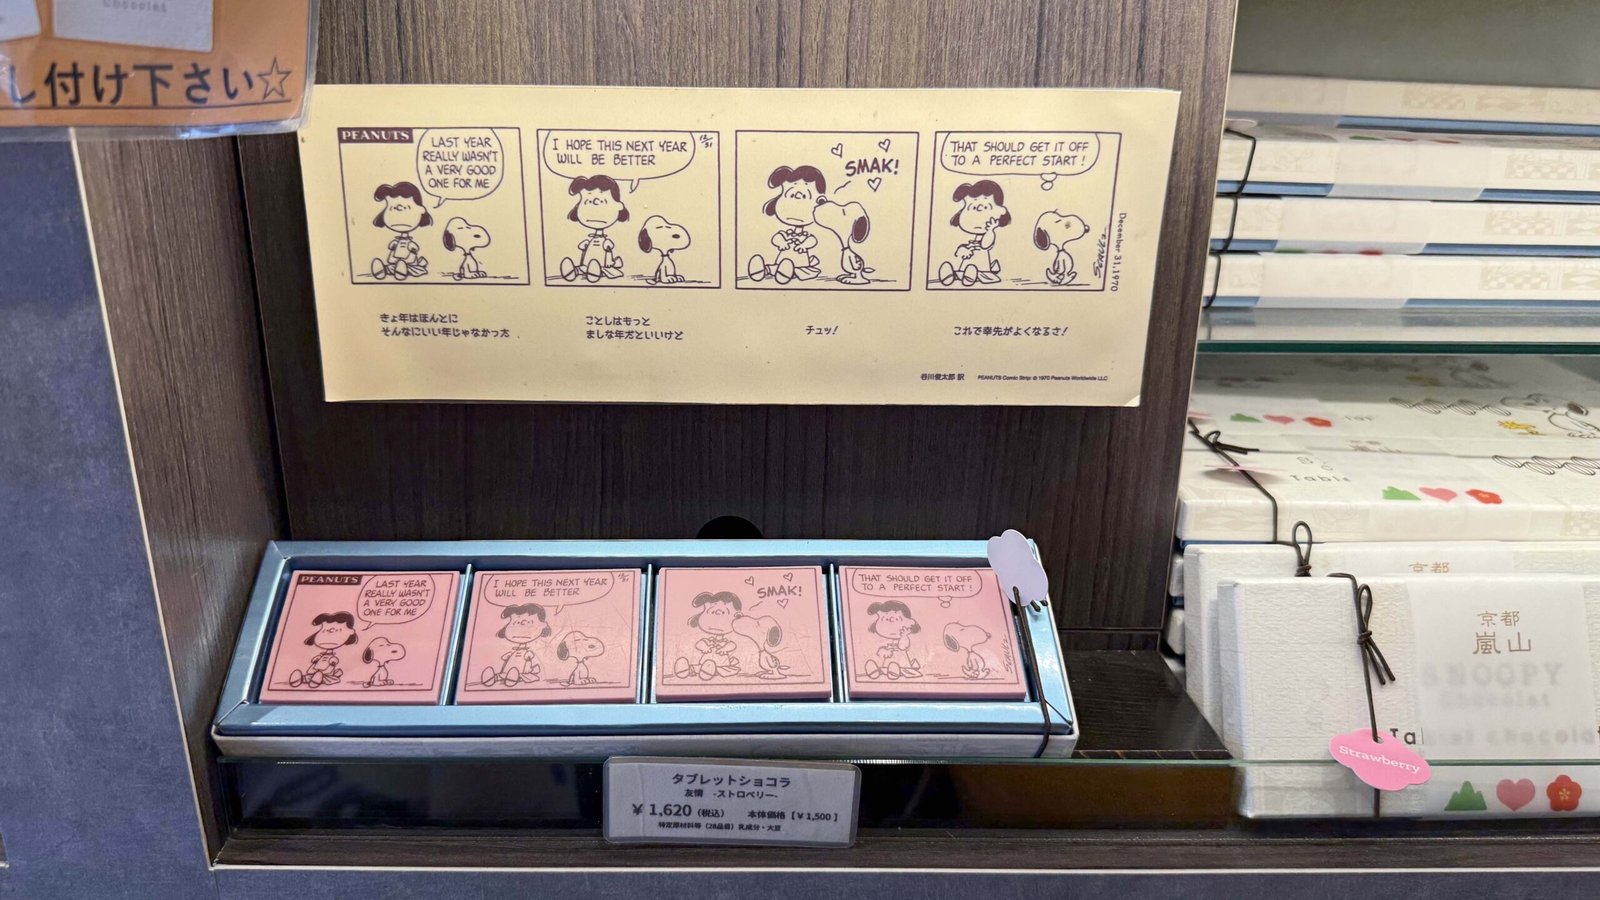 Chocolat
し付け下さい☆
PEANUTS
LAST YEAR
REALLY WASN'T
A VERY GOOD
ONE FOR ME
I HOPE THIS NEXT YEAR
WILL BE BETTER
12/31
SMAK!
THAT SHOULD GET IT OFF
TO A PERFECT START!
SCHULZ
December 31, 1970
きょ年はほんとに
そんなにいい年じゃなかった
ことしはもっと
ましな年だといいけど
チュッ!
これで幸先がよくなるさ!
谷川俊太郎 訳
PEANUTS Comic Strip: © 1970 Peanuts Worldwide LLC
PEANUTS
LAST YEAR
REALLY WASN'T
A VERY GOOD
ONE FOR ME
I HOPE THIS NEXT YEAR
WILL BE BETTER
12/31
SMAK!
THAT SHOULD GET IT OFF
TO A PERFECT START!
SCHULZ
タブレットショコラ
友情 -ストロベリー-
¥1,620(税込) 本体価格【¥1,500】
特定原材料等(28品目)乳成分・大豆
Table
京都
京都
嵐山
SNOOPY
Chocolat
Strawberry